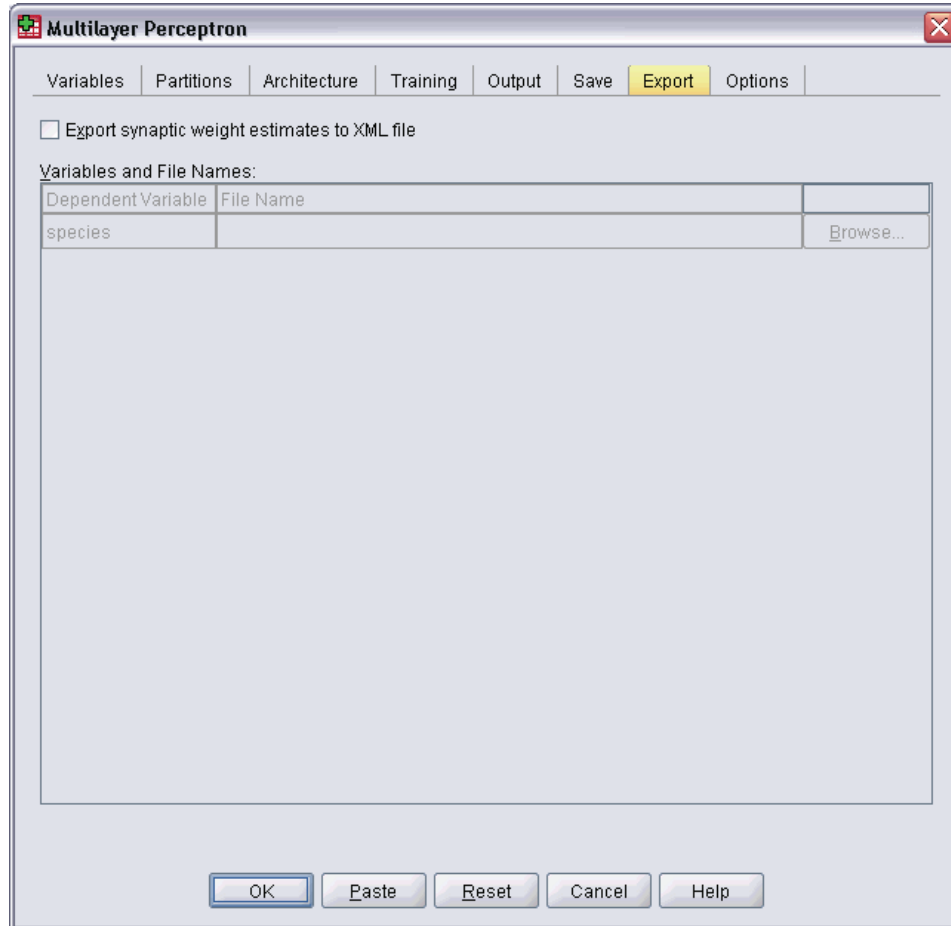 Multilayer Perceptron
Variables Partitions Architecture Training Output Save Export Options
Export synaptic weight estimates to XML file
Variables and File Names:
Dependent Variable File Name
species Browse...
OK Paste Reset Cancel Help